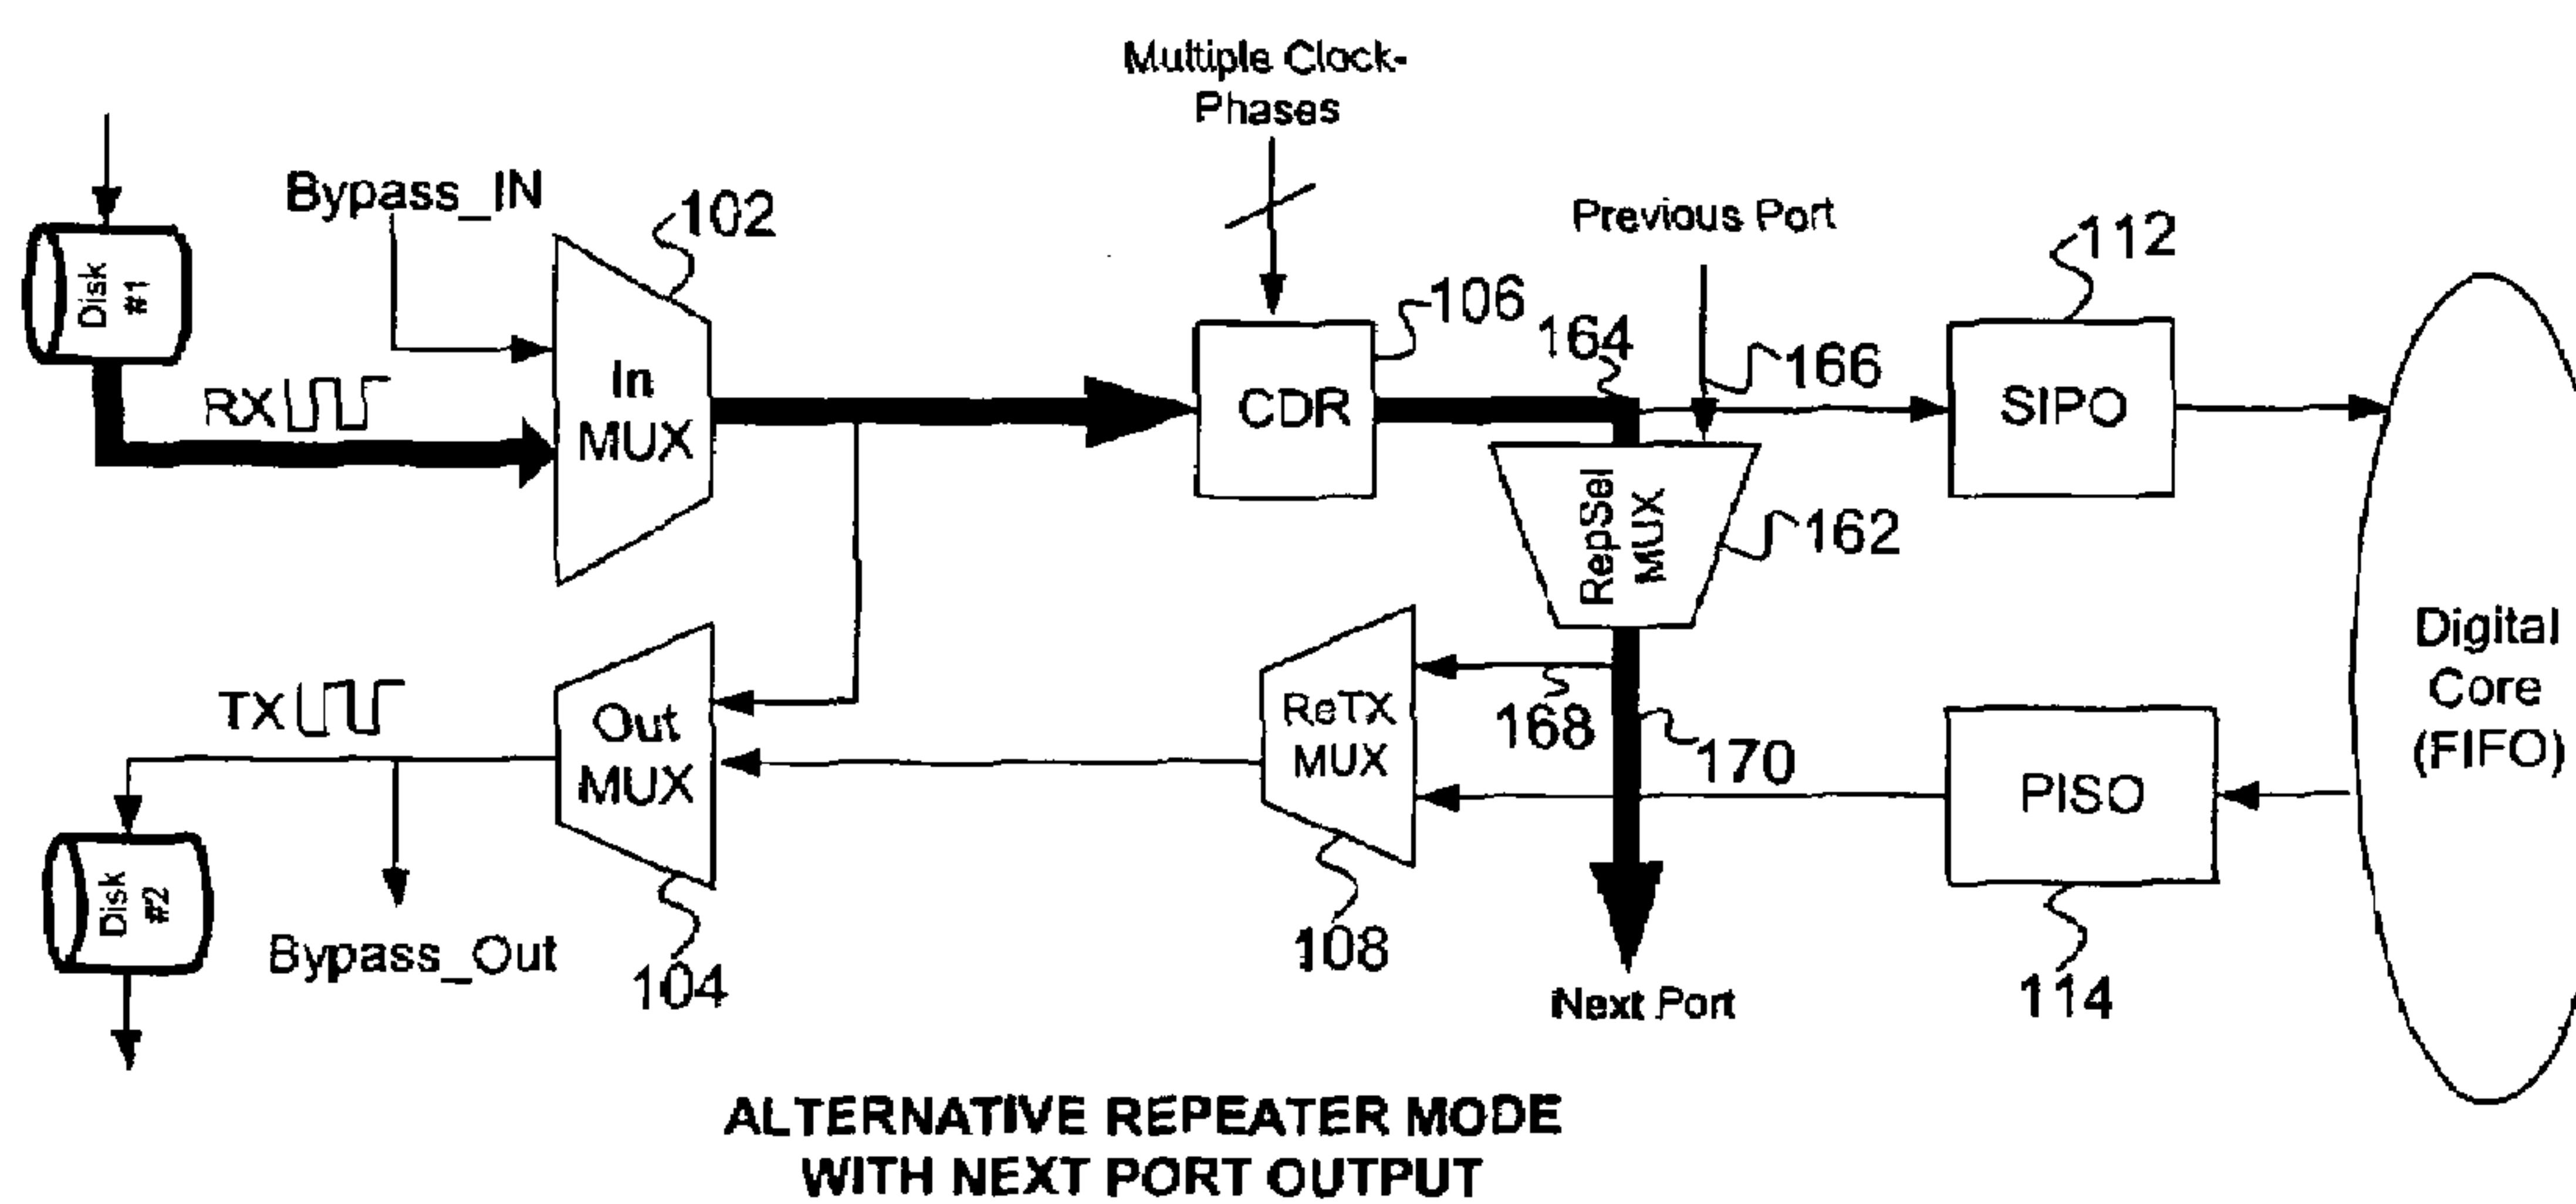 Multiple Clock-
Phases
Bypass_IN
102
Previous Port
112
Disk
#1
106
164
166
RX
In
MUX
CDR
SIPO
RepSel
MUX
162
Digital
Core
(FIFO)
TX
Out
MUX
ReTX
MUX
168
170
PISO
Disk
#2
Bypass_Out
104
108
Next Port
114
ALTERNATIVE REPEATER MODE
WITH NEXT PORT OUTPUT